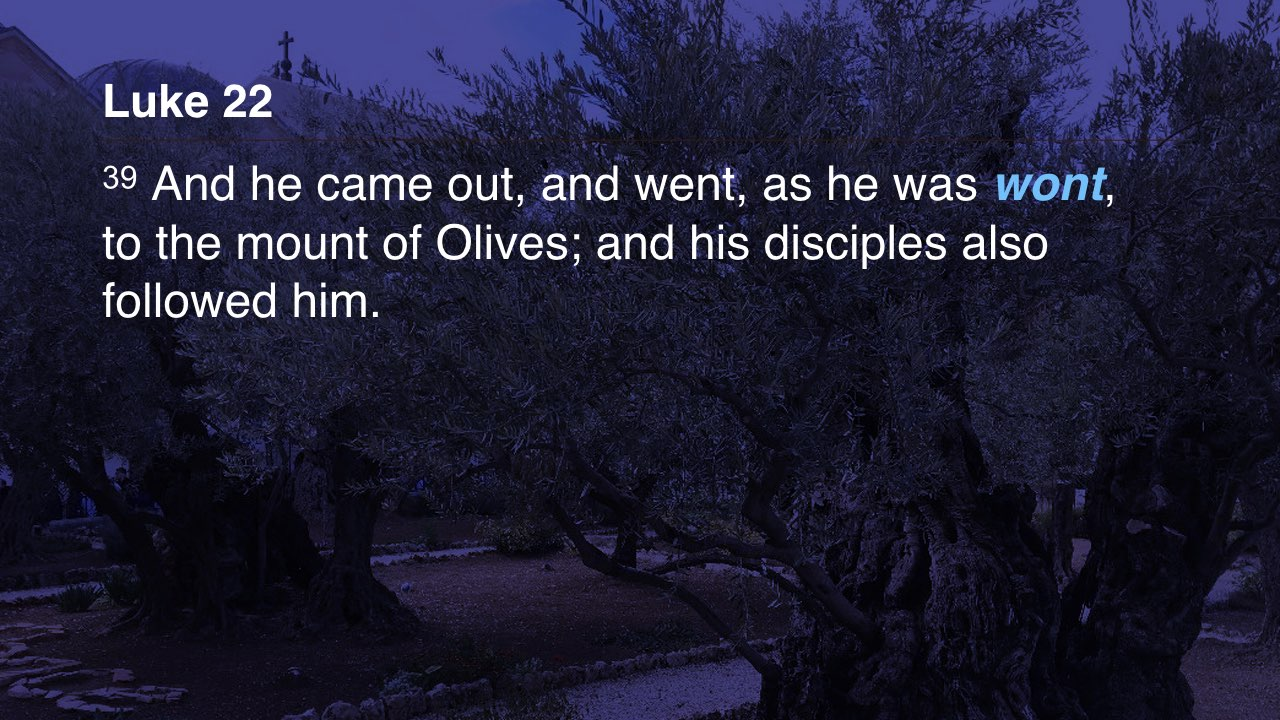 Luke 22
39 And he came out, and went, as he was wont,
to the mount of Olives; and his disciples also
followed him.